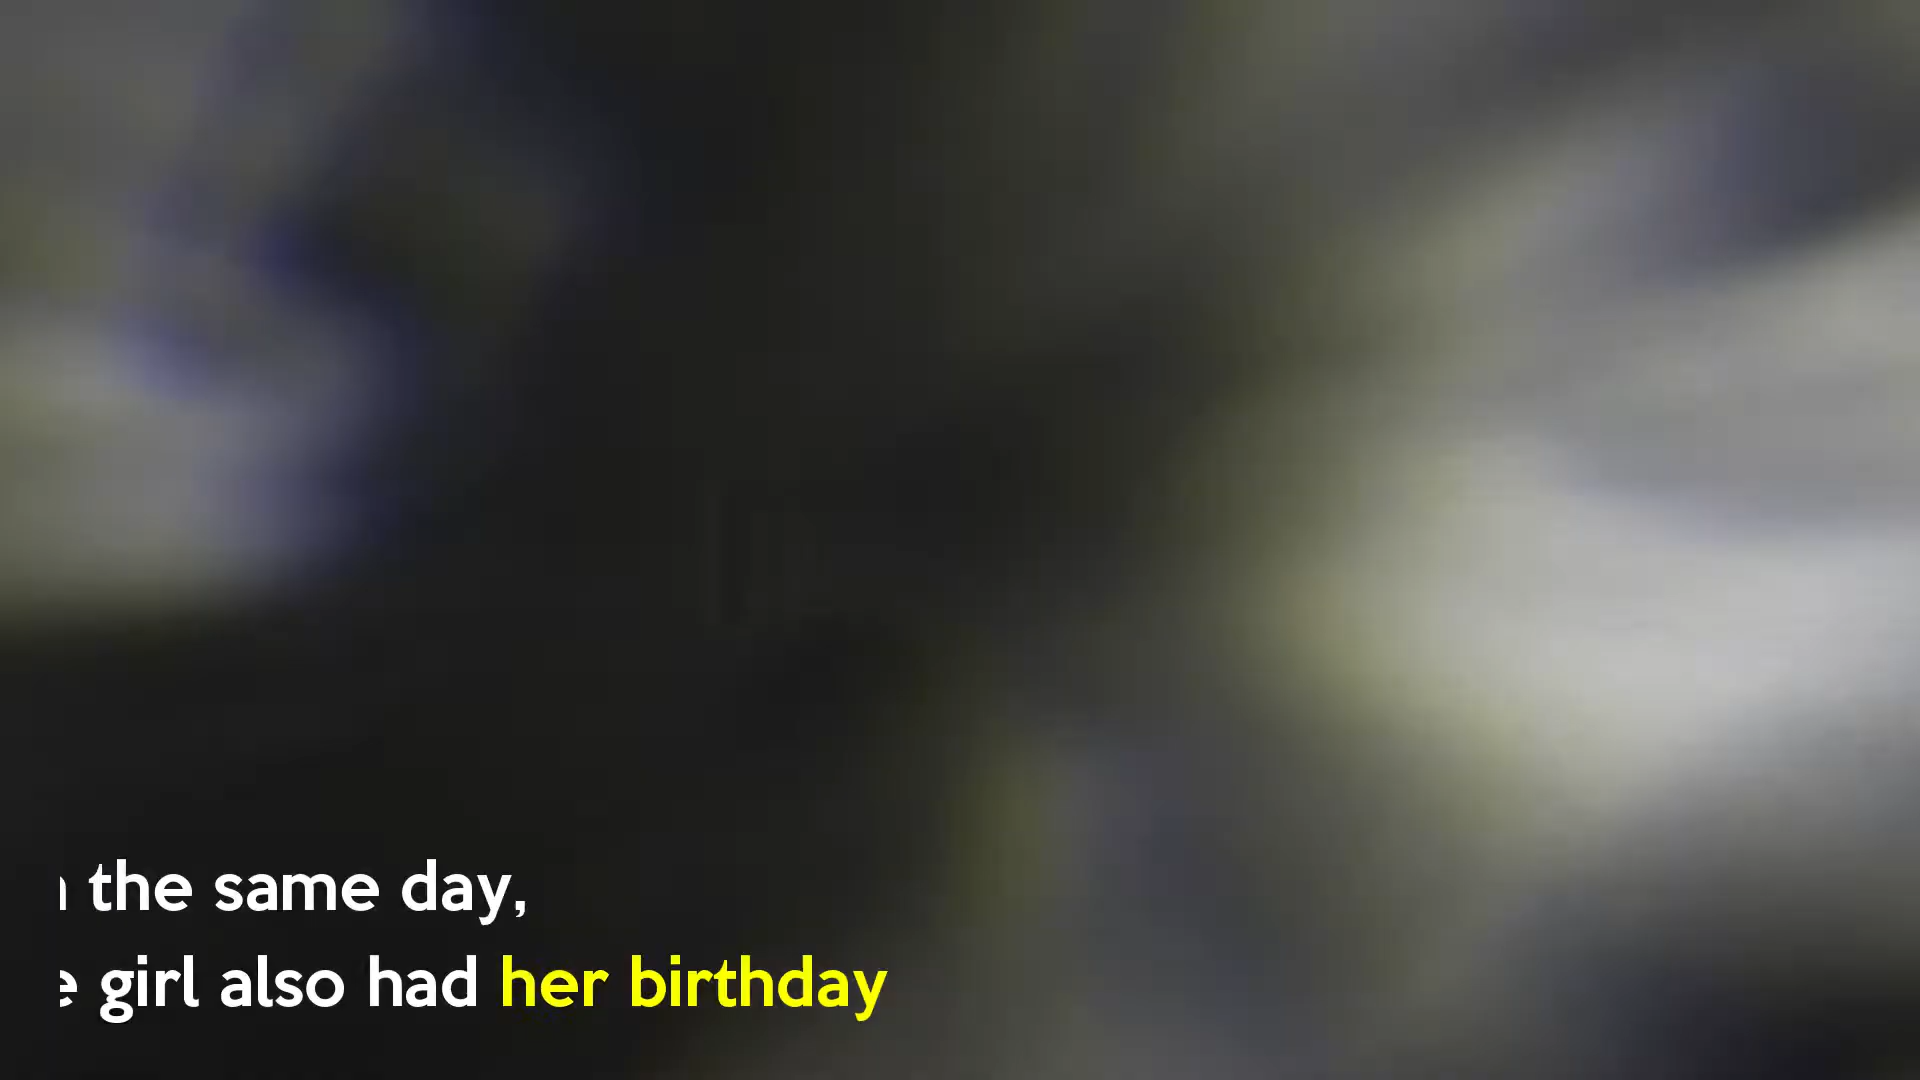 the same day,
girl also had her birthday